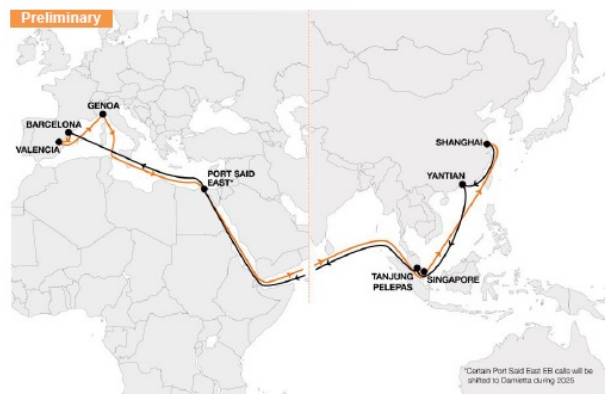 Preliminary
GENOA
BARCELONA
VALENCIA
PORT SAID
EAST*
SHANGHAI
YANTIAN
TANJUNG
PELEPAS
SINGAPORE
*Certain Port Said East EB calls will be
shifted to Damietta during 2025